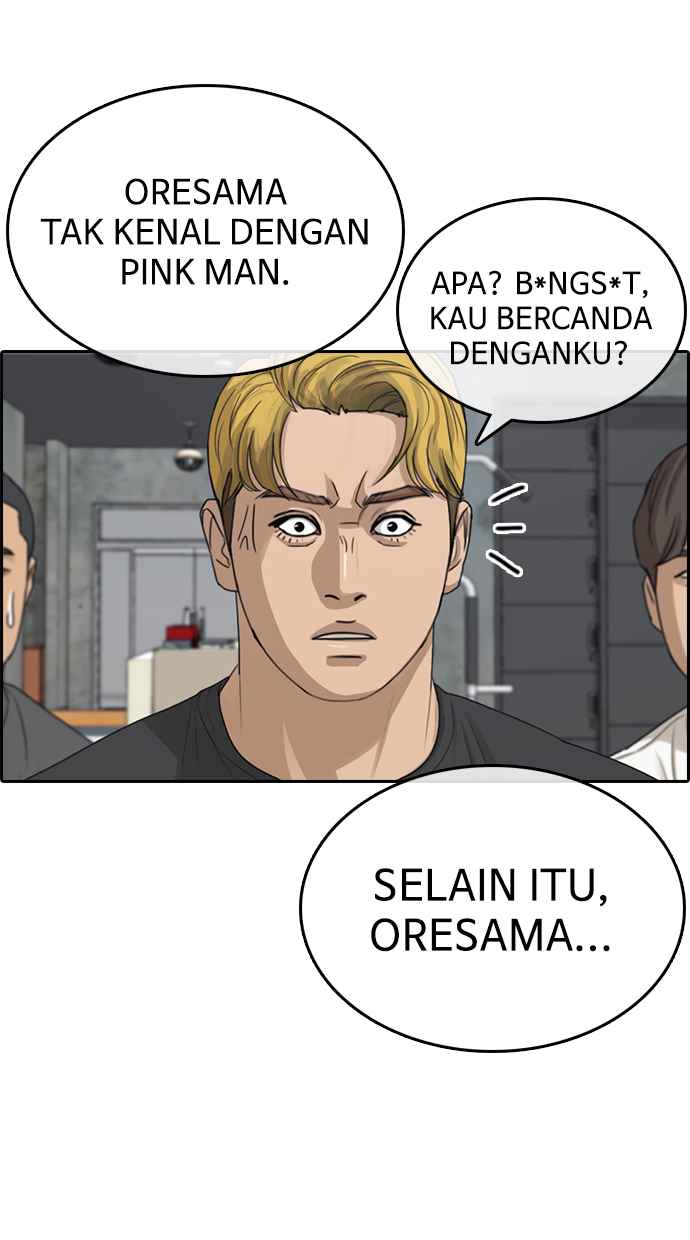 ORESAMA
TAK KENAL DENGAN
PINK MAN.
APA? B*NGS*T,
KAU BERCANDA
DENGANKU?
SELAIN ITU,
ORESAMA...